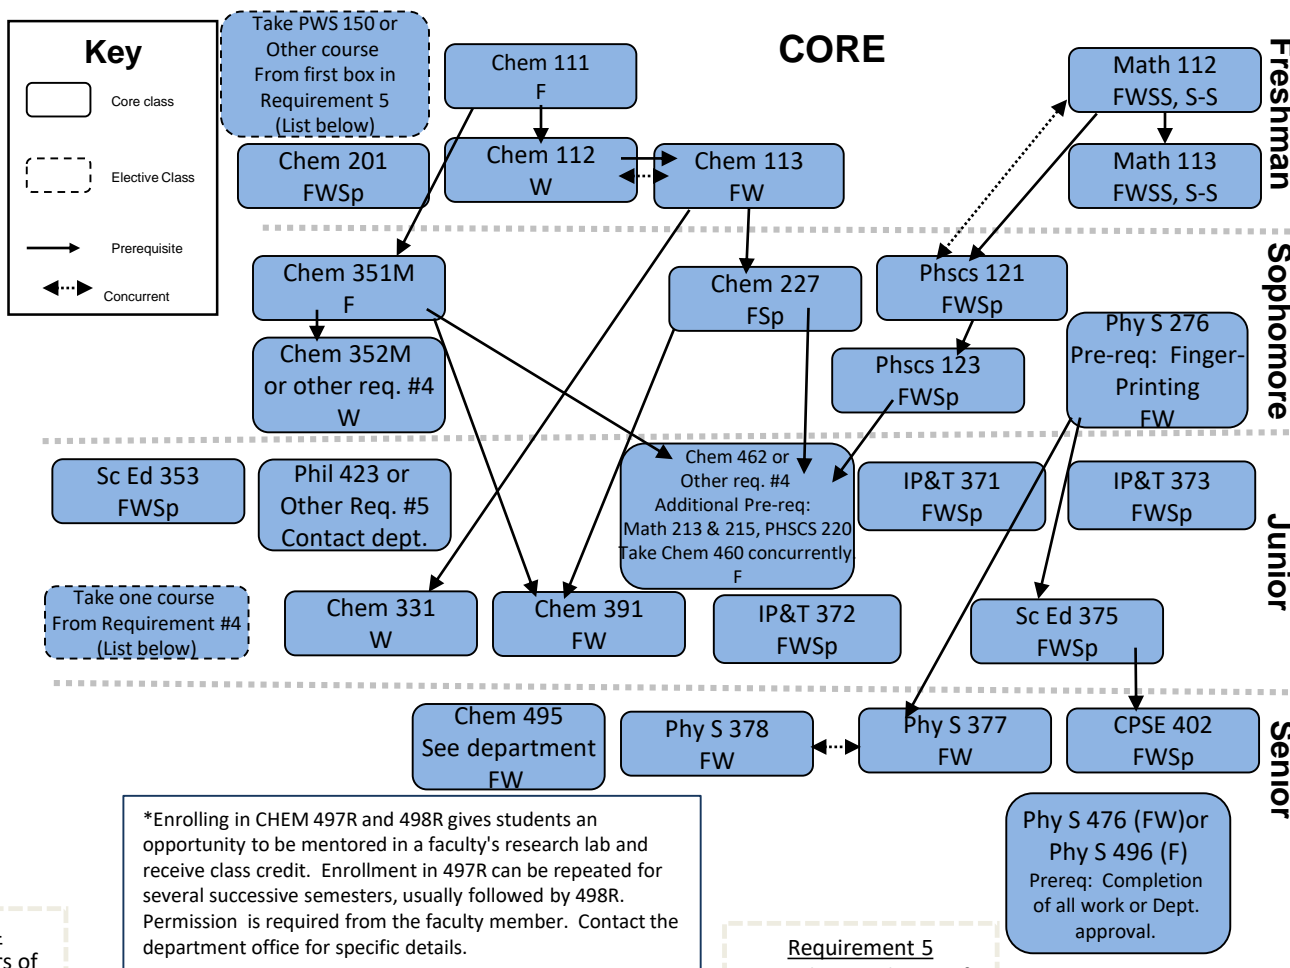 Key
Core class
Elective Class
Prerequisite
Concurrent
CORE
Freshman
Take PWS 150 or
Other course
From first box in
Requirement 5
(List below)
Chem 111
F
Math 112
FWSS, S-S
Chem 201
FWSp
Chem 112
W
Chem 113
FW
Math 113
FWSS, S-S
Sophomore
Chem 351M
F
Chem 227
FSp
Phscs 121
FWSp
Phy S 276
Pre-req:  Finger-
Printing
FW
Chem 352M
or other req. #4
W
Phscs 123
FWSp
Junior
Sc Ed 353
FWSp
Phil 423 or
Other Req. #5
Contact dept.
Chem 462 or
Other req. #4
Additional Pre-req:
Math 213 & 215, PHSCS 220
Take Chem 460 concurrently.
F
IP&T 371
FWSp
IP&T 373
FWSp
Take one course
From Requirement #4
(List below)
Chem 331
W
Chem 391
FW
IP&T 372
FWSp
Sc Ed 375
FWSp
Senior
Chem 495
See department
FW
Phy S 378
FW
Phy S 377
FW
CPSE 402
FWSp
Phy S 476 (FW)or
Phy S 496 (F)
Prereq:  Completion
of all work or Dept.
approval.
*Enrolling in CHEM 497R and 498R gives students an
opportunity to be mentored in a faculty's research lab and
receive class credit.  Enrollment in 497R can be repeated for
several successive semesters, usually followed by 498R.
Permission  is required from the faculty member.  Contact the
department office for specific details.
of
Requirement 5